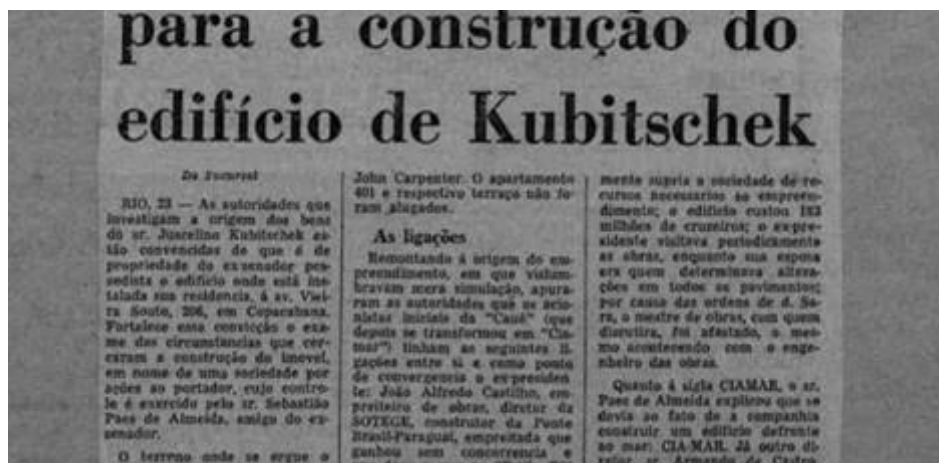 para a construção do
edifício de Kubitschek
Da Sucursal
RIO, 23 — As autoridades que
investigam a origem dos bens
do sr. Juscelino Kubitschek es-
tão convencidas de que é de
propriedade do ex-senador pes-
sedista o edifício onde está ins-
talada sua residencia, á av. Viei-
ra Souto, 206, em Copacabana.
Fortalece essa convicção o exa-
me das circunstancias que cer-
caram a construção do imovel,
em nome de uma sociedade por
ações ao portador, cujo contro-
le é exercido pelo sr. Sebastião
Paes de Almeida, amigo do ex-
senador.
O terreno onde se ergue o
John Carpenter. O apartamento
401 e respectivo terraço não fo-
ram alugados.
As ligações
Remontando á origem do em-
preendimento, em que vislum-
bravam mera simulação, apura-
ram as autoridades que os acio-
nistas iniciais da "Cauê" (que
depois se transformou em "Cia-
mar") tinham as seguintes li-
gações entre si e como ponto
de convergencia o ex-presiden-
te: João Alfredo Castilho, em-
preiteiro de obras, diretor da
SOTEGE, construtor da Ponte
Brasil-Paraguai, empreitada que
ganhou sem concorrencia e
mente supria a sociedade de re-
cursos necessarios ao empreen-
dimento; o edificio custou 183
milhões de cruzeiros; o ex-pre-
sidente visitava periodicamente
as obras, enquanto sua esposa
era quem determinava altera-
ções em todos os pavimentos;
por causa das ordens de d. Sa-
ra, o mestre de obras, com quem
discutira, foi afastado, o mes-
mo acontecendo com o enge-
nheiro das obras.
Quanto á sigla CIAMAR, o sr.
Paes de Almeida explicou que se
devia ao fato de a companhia
construir um edificio defronte
ao mar: CIA-MAR. Já outro di-
retor, sr. Armando de Castro